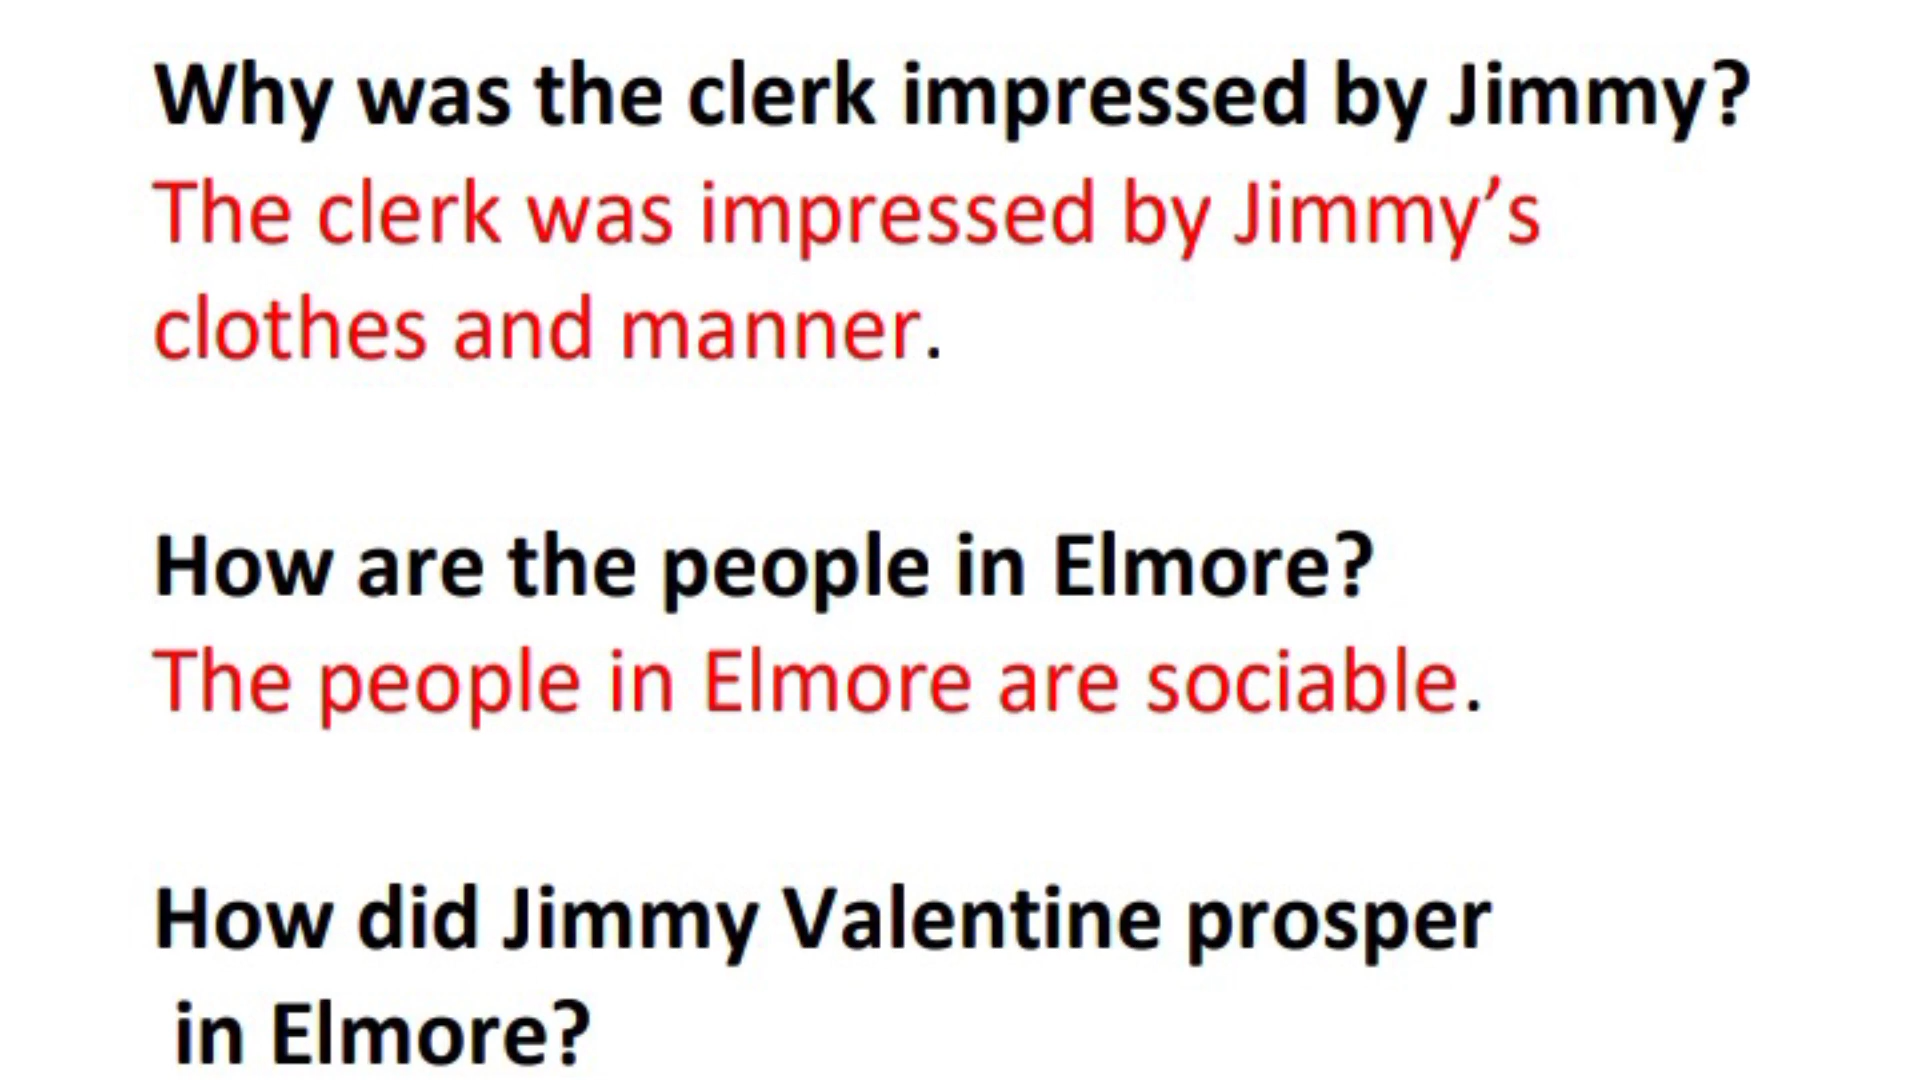 Why was the clerk impressed by Jimmy?
The clerk was impressed by Jimmy’s
clothes and manner.
How are the people in Elmore?
The people in Elmore are sociable.
How did Jimmy Valentine prosper
in Elmore?